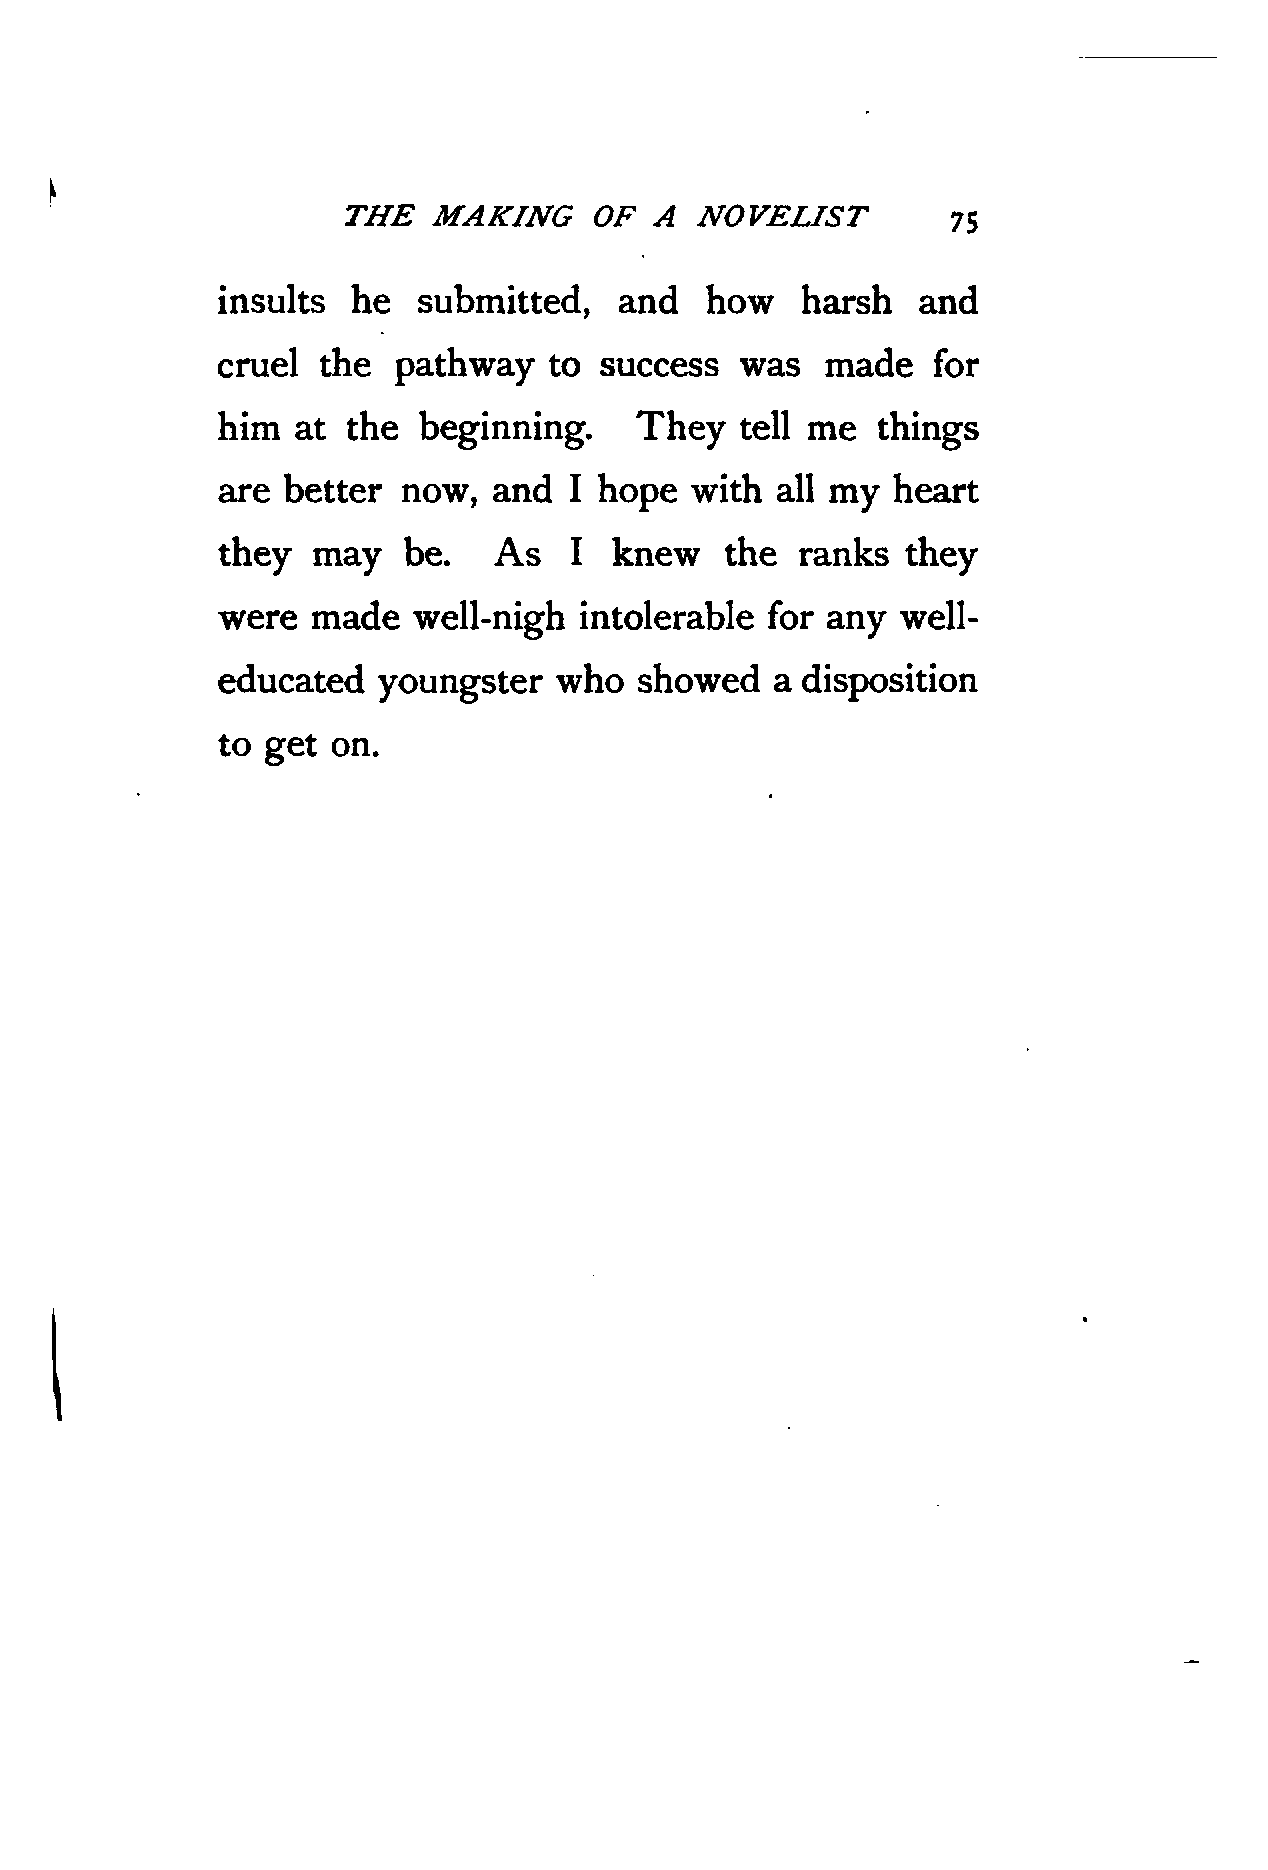 THE MAKING OF A NOVELIST 75
insults he submitted, and how harsh and
cruel the pathway to success was made for
him at the beginning. They tell me things
are better now, and I hope with all my heart
they may be. As I knew the ranks they
were made well-nigh intolerable for any well-
educated youngster who showed a disposition
to get on.